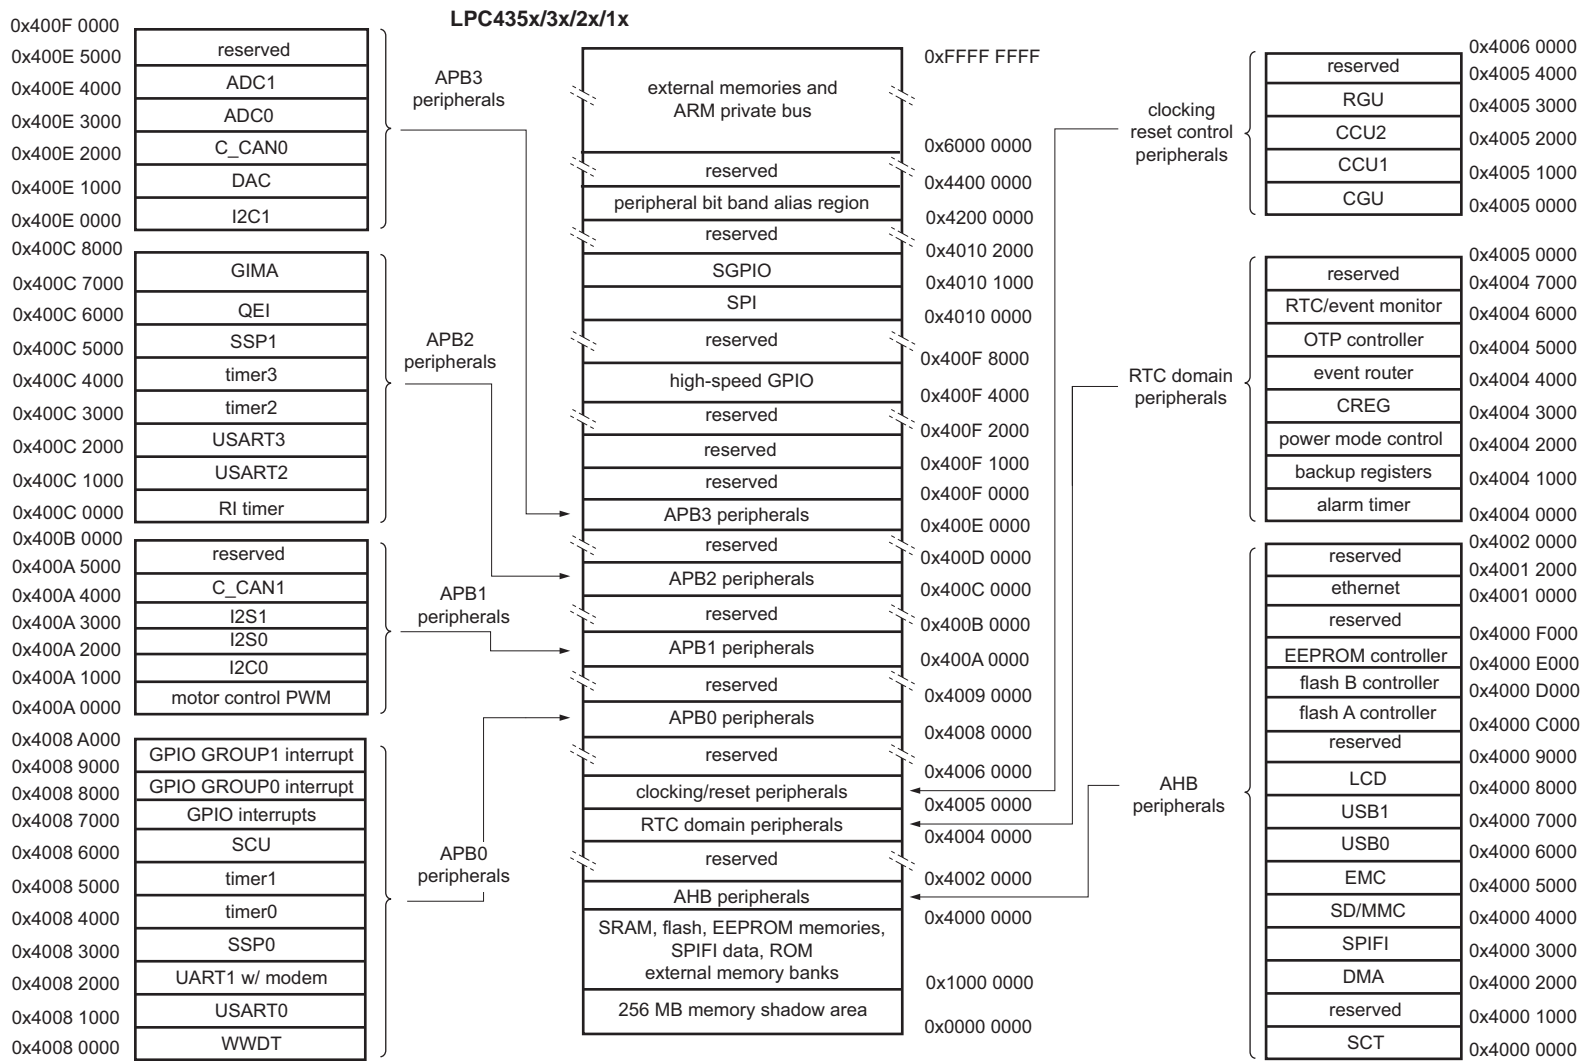 LPC435x/3x/2x/1x
0x400F 0000
reserved
0x400E 5000
ADC1
0x400E 4000
ADC0
0x400E 3000
C_CAN0
0x400E 2000
DAC
0x400E 1000
I2C1
0x400E 0000
APB3
peripherals
0x400C 8000
GIMA
0x400C 7000
QEI
0x400C 6000
SSP1
0x400C 5000
timer3
0x400C 4000
timer2
0x400C 3000
USART3
0x400C 2000
USART2
0x400C 1000
RI timer
0x400C 0000
APB2
peripherals
0x400B 0000
reserved
0x400A 5000
C_CAN1
0x400A 4000
I2S1
0x400A 3000
I2S0
0x400A 2000
I2C0
0x400A 1000
motor control PWM
0x400A 0000
APB1
peripherals
0x4008 A000
GPIO GROUP1 interrupt
0x4008 9000
GPIO GROUP0 interrupt
0x4008 8000
GPIO interrupts
0x4008 7000
SCU
0x4008 6000
timer1
0x4008 5000
timer0
0x4008 4000
SSP0
0x4008 3000
UART1 w/ modem
0x4008 2000
USART0
0x4008 1000
WWDT
0x4008 0000
APB0
peripherals
0xFFFF FFFF
external memories and
ARM private bus
0x6000 0000
reserved
0x4400 0000
peripheral bit band alias region
0x4200 0000
reserved
0x4010 2000
SGPIO
0x4010 1000
SPI
0x4010 0000
reserved
0x400F 8000
high-speed GPIO
0x400F 4000
reserved
0x400F 2000
reserved
0x400F 1000
reserved
0x400F 0000
APB3 peripherals
0x400E 0000
reserved
0x400D 0000
APB2 peripherals
0x400C 0000
reserved
0x400B 0000
APB1 peripherals
0x400A 0000
reserved
0x4009 0000
APB0 peripherals
0x4008 0000
reserved
0x4006 0000
clocking/reset peripherals
0x4005 0000
RTC domain peripherals
0x4004 0000
reserved
0x4002 0000
AHB peripherals
0x4000 0000
SRAM, flash, EEPROM memories,
SPIFI data, ROM
external memory banks
0x1000 0000
256 MB memory shadow area
0x0000 0000
clocking
reset control
peripherals
0x4006 0000
reserved
0x4005 4000
RGU
0x4005 3000
CCU2
0x4005 2000
CCU1
0x4005 1000
CGU
0x4005 0000
RTC domain
peripherals
0x4005 0000
reserved
0x4004 7000
RTC/event monitor
0x4004 6000
OTP controller
0x4004 5000
event router
0x4004 4000
CREG
0x4004 3000
power mode control
0x4004 2000
backup registers
0x4004 1000
alarm timer
0x4004 0000
AHB
peripherals
0x4002 0000
reserved
0x4001 2000
ethernet
0x4001 0000
reserved
0x4000 F000
EEPROM controller
0x4000 E000
flash B controller
0x4000 D000
flash A controller
0x4000 C000
reserved
0x4000 9000
LCD
0x4000 8000
USB1
0x4000 7000
USB0
0x4000 6000
EMC
0x4000 5000
SD/MMC
0x4000 4000
SPIFI
0x4000 3000
DMA
0x4000 2000
reserved
0x4000 1000
SCT
0x4000 0000